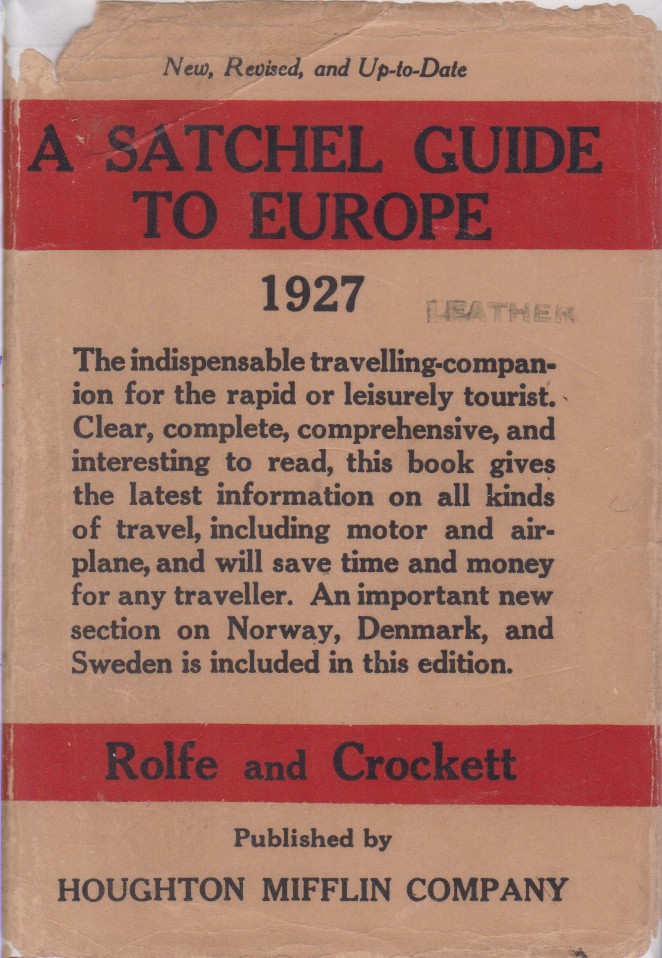 New, Revised, and Up-to-Date
A SATCHEL GUIDE
TO EUROPE
1927
LEATHER
The indispensable travelling-compan-
ion for the rapid or leisurely tourist.
Clear, complete, comprehensive, and
interesting to read, this book gives
the latest information on all kinds
of travel, including motor and air-
plane, and will save time and money
for any traveller. An important new
section on Norway, Denmark, and
Sweden is included in this edition.
Rolfe and Crockett
Published by
HOUGHTON MIFFLIN COMPANY